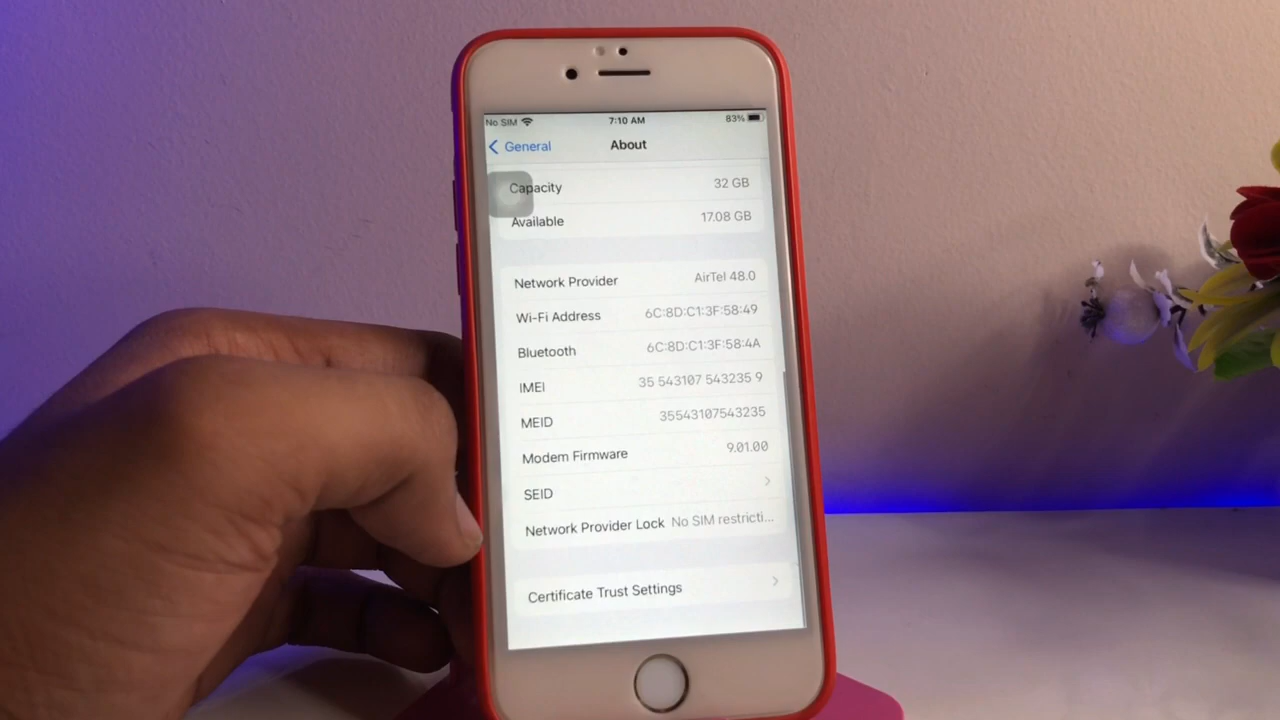 No SIM 7:10 AM 83%
General About
Capacity 32 GB
Available 17.08 GB
Network Provider AirTel 48.0
Wi-Fi Address 6C:8D:C1:3F:58:49
Bluetooth 6C:8D:C1:3F:58:4A
IMEI 35 543107 543235 9
MEID 35543107543235
Modem Firmware 9.01.00
SEID
Network Provider Lock No SIM restricti...
Certificate Trust Settings